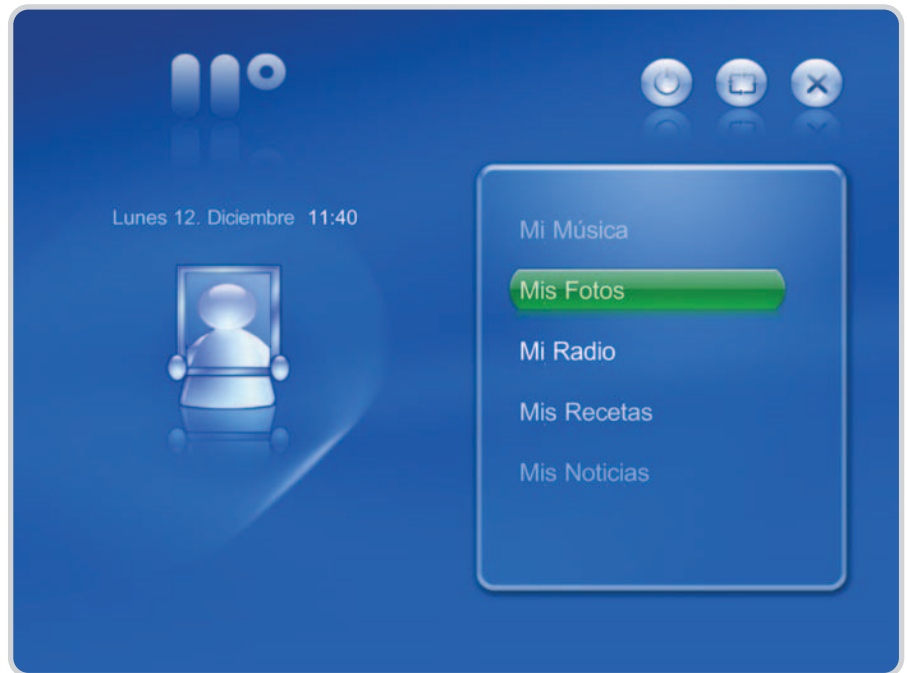 Lunes 12. Diciembre 11:40
Mi Música
Mis Fotos
Mi Radio
Mis Recetas
Mis Noticias